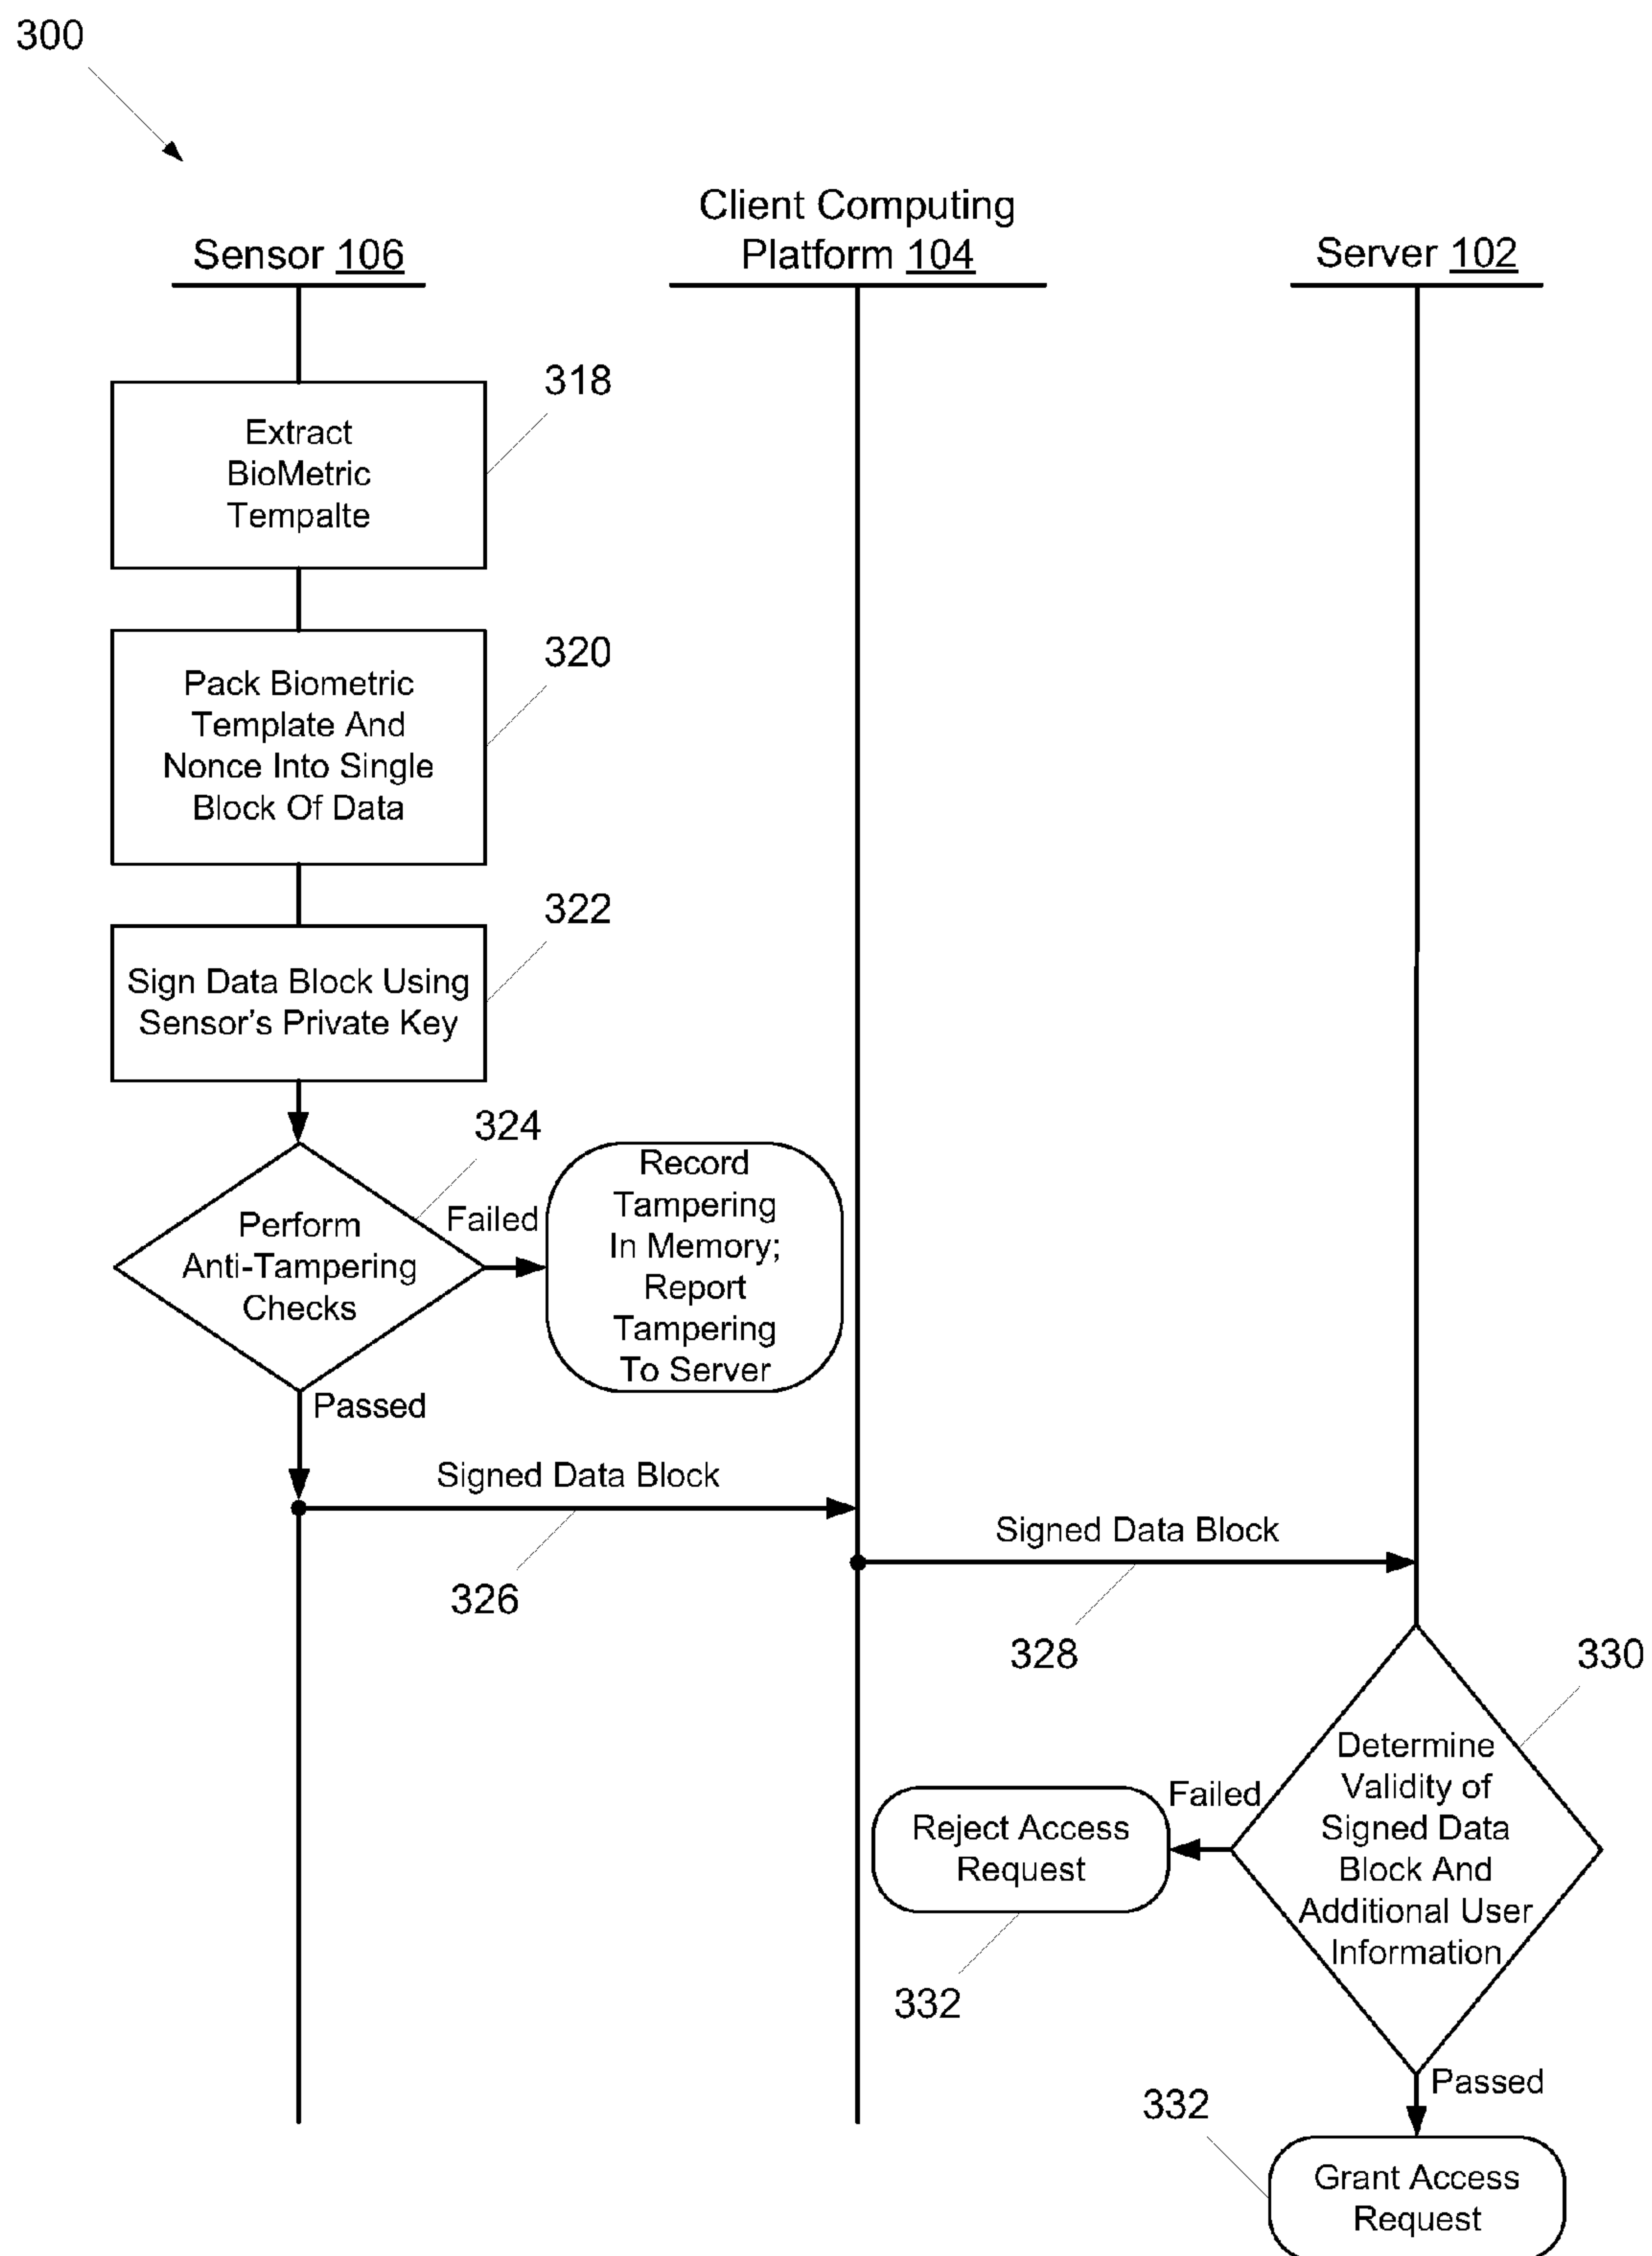 300
Client Computing
Platform 104
Sensor 106
Server 102
318
Extract
BioMetric
Tempalte
320
Pack Biometric
Template And
Nonce Into Single
Block Of Data
322
Sign Data Block Using
Sensor's Private Key
324
Perform
Anti-Tampering
Checks
Failed
Record
Tampering
In Memory;
Report
Tampering
To Server
Passed
Signed Data Block
326
Signed Data Block
328
330
Determine
Validity of
Signed Data
Block And
Additional User
Information
Failed
Reject Access
Request
332
Passed
332
Grant Access
Request